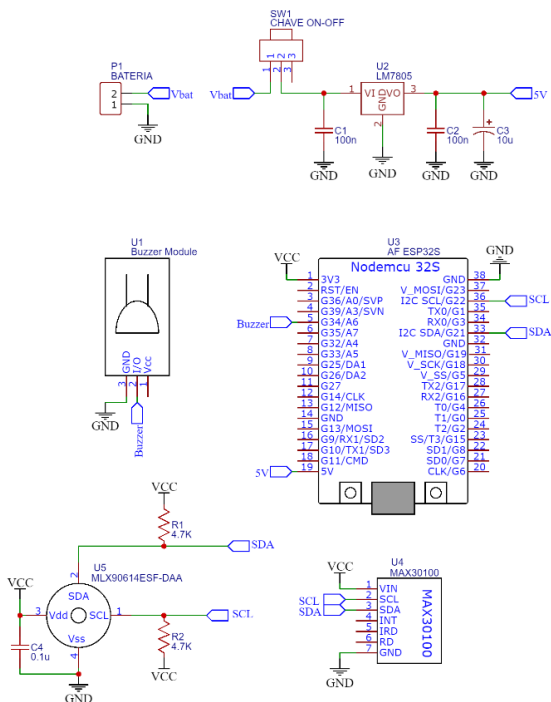 SW1
CHAVE ON-OFF
1
2
3
P1
BATERIA
2
1
Vbat
GND
Vbat
U2
LM7805
1
VI
VO
GND
3
2
5V
C1
100n
C2
100n
C3
10u
+
GND
GND
GND
GND
U1
Buzzer Module
GND
I/O
Vcc
3
2
1
GND
Buzzer
U3
AF ESP32S
Nodemcu 32S
VCC
GND
1 3V3 GND 38
2 RST/EN V_MOSI/G23 37
3 G36/A0/SVP I2C SCL/G22 36 SCL
4 G39/A3/SVN TX0/G1 35
Buzzer 5 G34/A6 RX0/G3 34
6 G35/A7 I2C SDA/G21 33 SDA
7 G32/A4 GND 32
8 G33/A5 V_MISO/G19 31
9 G25/DA1 V_SCK/G18 30
10 G26/DA2 V_SS/G5 29
11 G27 TX2/G17 28
12 G14/CLK RX2/G16 27
13 G12/MISO T0/G4 26
14 GND T1/G0 25
15 G13/MOSI T2/G2 24
16 G9/RX1/SD2 SS/T3/G15 23
17 G10/TX1/SD3 SD1/G8 22
18 G11/CMD SD0/G7 21
5V 19 5V CLK/G6 20
VCC
R1
4.7K
SDA
U5
MLX90614ESF-DAA
2
SDA
VCC
3
Vdd
SCL
1
SCL
Vss
4
C4
0.1u
R2
4.7K
VCC
GND
U4
MAX30100
VCC
1 VIN
SCL 2 SCL
SDA 3 SDA
4 INT
5 IRD
6 RD
7 GND
MAX30100
GND